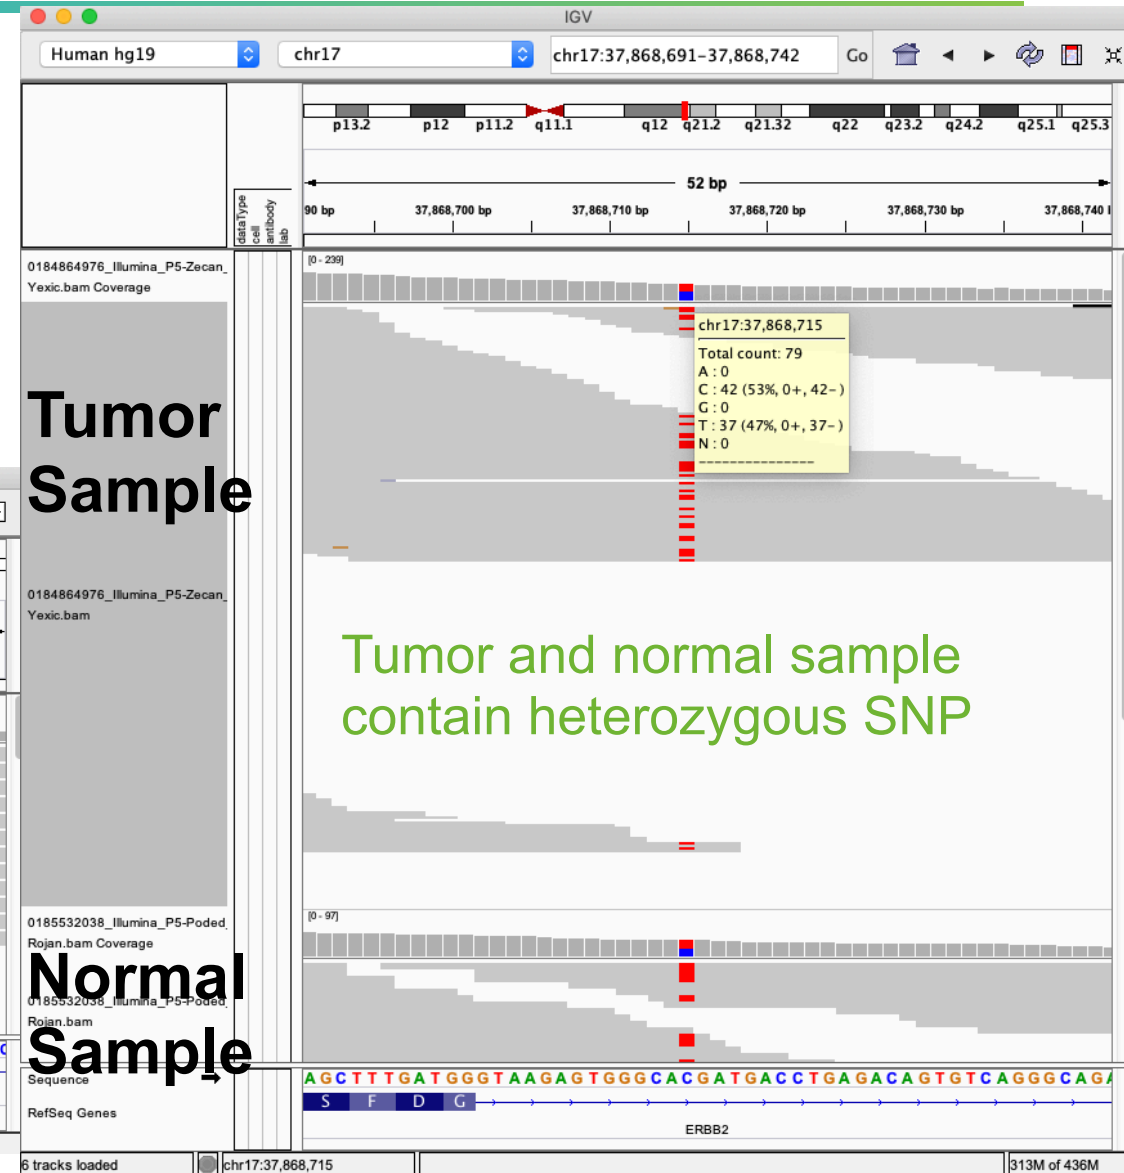 IGV
Human hg19
chr17
chr17:37,868,691-37,868,742
Go
p13.2 p12 p11.2 q11.1 q12 q21.2 q21.32 q22 q23.2 q24.2 q25.1 q25.3
52 bp
dataType
cell
antibody
lab
90 bp 37,868,700 bp 37,868,710 bp 37,868,720 bp 37,868,730 bp 37,868,740
0184864976_Illumina_P5-Zecan_
Yexic.bam Coverage
[0 - 239]
chr17:37,868,715
Total count: 79
A : 0
C : 42 (53%, 0+, 42- )
G : 0
T : 37 (47%, 0+, 37- )
N : 0
---------------
Tumor
Sample
0184864976_Illumina_P5-Zecan_
Yexic.bam
Tumor and normal sample
contain heterozygous SNP
0185532038_Illumina_P5-Poded_
Rojan.bam Coverage
[0 - 97]
Normal
0185532038_Illumina_P5-Poded_
Rojan.bam
Sample
Sequence
AGCTTTGATGGGTAAGAGTGGGCACGATGACCTGAGACAGTGTCAGGGCAGA
RefSeq Genes
S F D G
ERBB2
6 tracks loaded
chr17:37,868,715
313M of 436M